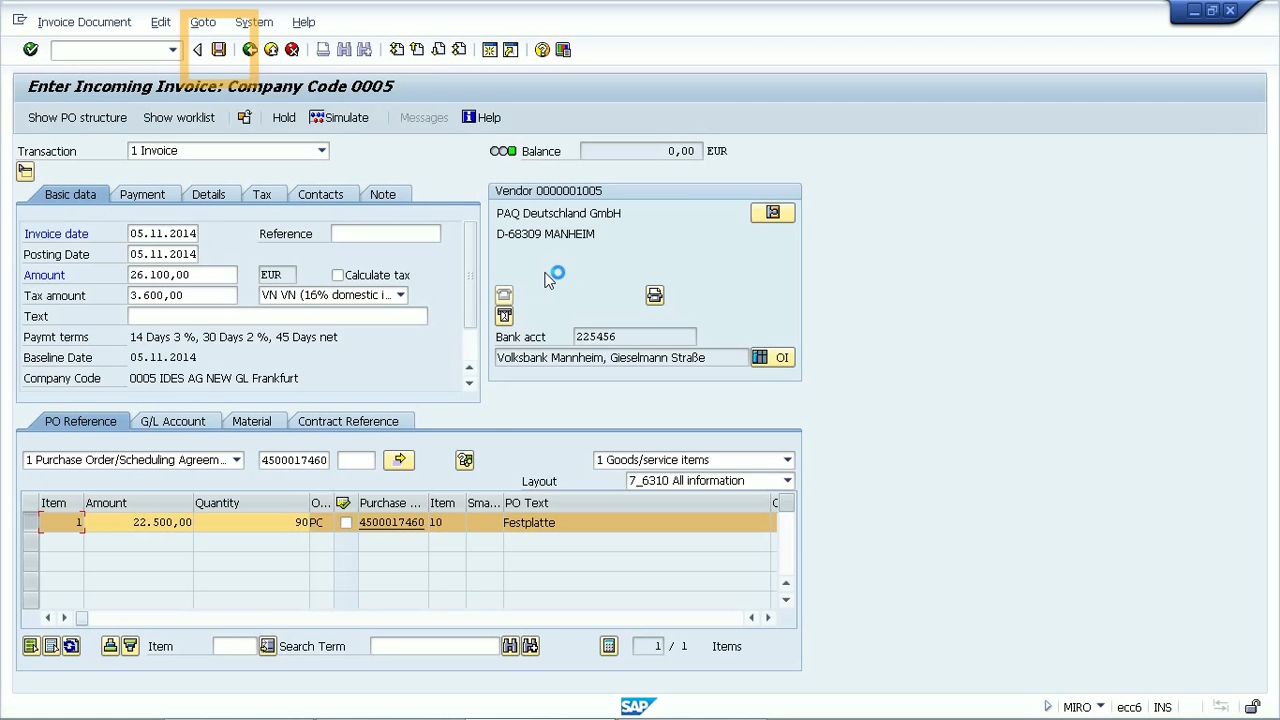 Invoice Document Edit Goto System Help
Enter Incoming Invoice: Company Code 0005
Show PO structure Show worklist Hold Simulate Messages Help
Transaction 1 Invoice Balance 0,00 EUR
Basic data Payment Details Tax Contacts Note
Vendor 0000001005
PAQ Deutschland GmbH
D-68309 MANHEIM
Invoice date 05.11.2014 Reference
Posting Date 05.11.2014
Amount 26.100,00 EUR Calculate tax
Tax amount 3.600,00 VN VN (16% domestic i...
Text
Paymt terms 14 Days 3 %, 30 Days 2 %, 45 Days net
Baseline Date 05.11.2014
Company Code 0005 IDES AG NEW GL Frankfurt
Bank acct 225456
Volksbank Mannheim, Gieselmann Straße OI
PO Reference G/L Account Material Contract Reference
1 Purchase Order/Scheduling Agreem... 4500017460 1 Goods/service items
Layout 7_6310 All information
Item Amount Quantity O... Purchase ... Item Sma... PO Text C
1 22.500,00 90 PC 4500017460 10 Festplatte
Item Search Term 1 / 1 Items
SAP
MIRO ecc6 INS